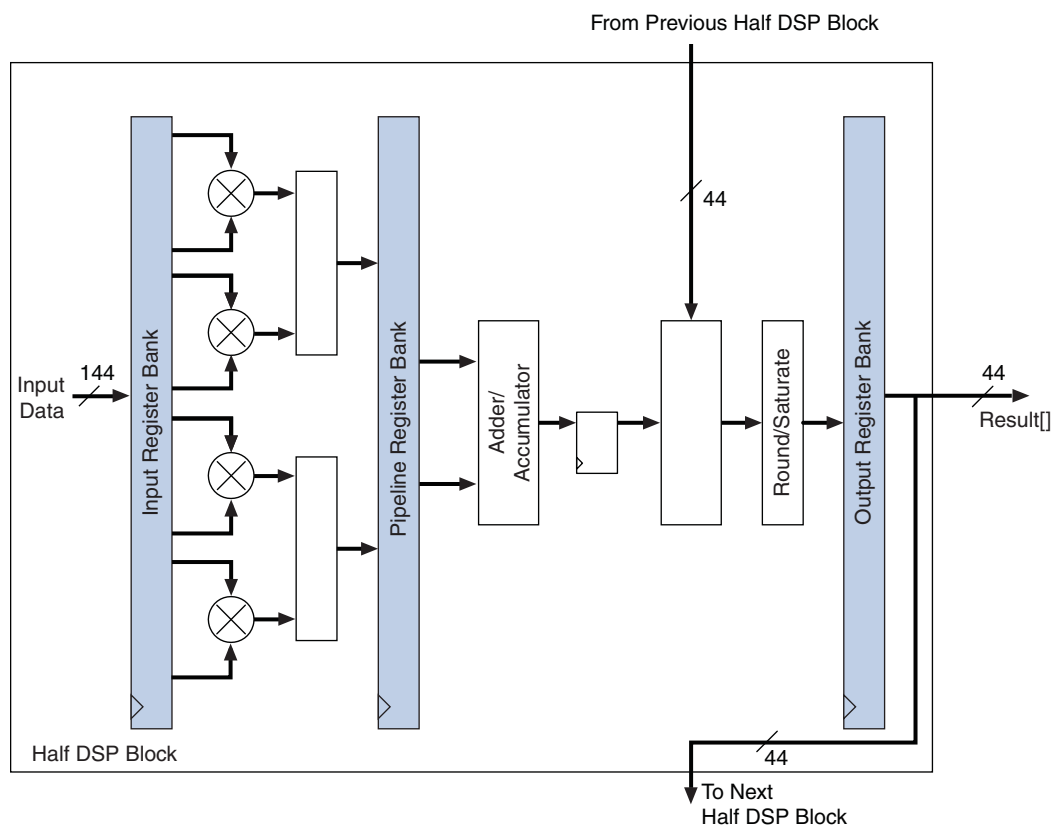 From Previous Half DSP Block
44
Input Register Bank
Pipeline Register Bank
Output Register Bank
Input
Data
144
Adder/
Accumulator
Round/Saturate
44
Result[]
Half DSP Block
44
To Next
Half DSP Block